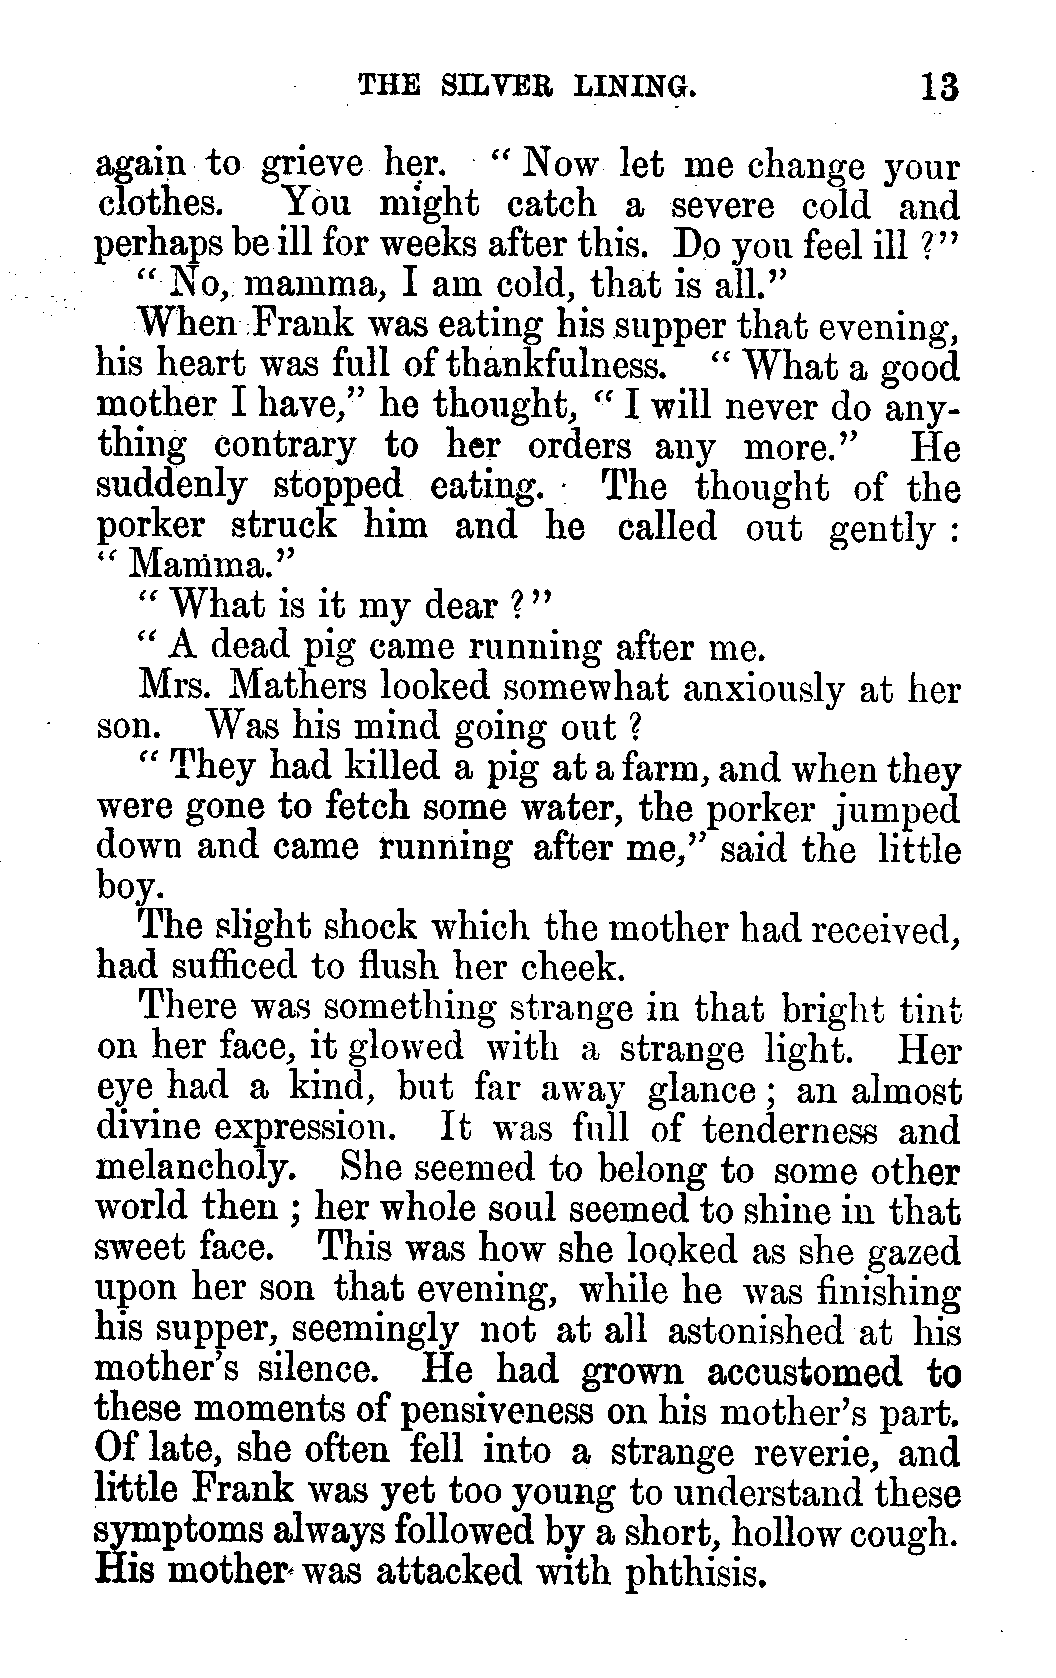 THE SILVER LINING. 13
again to grieve her. “ Now let me change your
clothes. You might catch a severe cold and
perhaps be ill for weeks after this. Do you feel ill ?”
“ No, mamma, I am cold, that is all.”
When Frank was eating his supper that evening,
his heart was full of thankfulness. “ What a good
mother I have,” he thought, “ I will never do any-
thing contrary to her orders any more.” He
suddenly stopped eating. The thought of the
porker struck him and he called out gently :
“ Mamma.”
“ What is it my dear ?”
“ A dead pig came running after me.
Mrs. Mathers looked somewhat anxiously at her
son. Was his mind going out ?
“ They had killed a pig at a farm, and when they
were gone to fetch some water, the porker jumped
down and came running after me,” said the little
boy.
The slight shock which the mother had received,
had sufficed to flush her cheek.
There was something strange in that bright tint
on her face, it glowed with a strange light. Her
eye had a kind, but far away glance ; an almost
divine expression. It was full of tenderness and
melancholy. She seemed to belong to some other
world then ; her whole soul seemed to shine in that
sweet face. This was how she looked as she gazed
upon her son that evening, while he was finishing
his supper, seemingly not at all astonished at his
mother’s silence. He had grown accustomed to
these moments of pensiveness on his mother’s part.
Of late, she often fell into a strange reverie, and
little Frank was yet too young to understand these
symptoms always followed by a short, hollow cough.
His mother was attacked with phthisis.